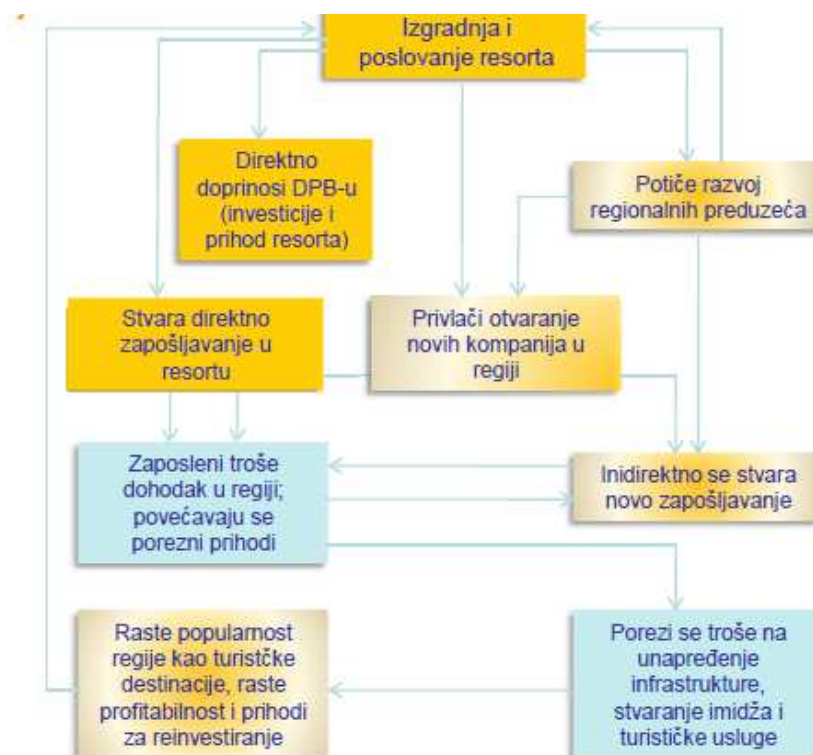 Izgradnja i
poslovanje resorta
Direktno
doprinosi DPB-u
(investicije i
prihod resorta)
Potiče razvoj
regionalnih preduzeća
Stvara direktno
zapošljavanje u
resortu
Privlači otvaranje
novih kompanija u
regiji
Zaposleni troše
dohodak u regiji;
povećavaju se
porezni prihodi
Inidirektno se stvara
novo zapošljavanje
Raste popularnost
regije kao turistčke
destinacije, raste
profitabilnost i prihodi
za reinvestiranje
Porezi se troše na
unapređenje
infrastrukture,
stvaranje imidža i
turističke usluge